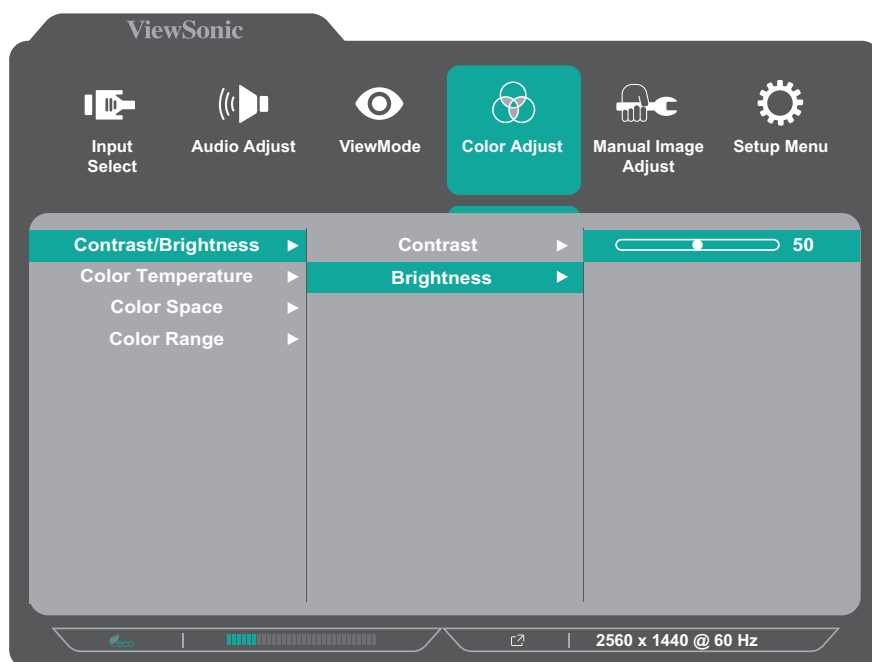 ViewSonic
Input Select
Audio Adjust
ViewMode
Color Adjust
Manual Image Adjust
Setup Menu
Contrast/Brightness
Contrast
50
Color Temperature
Brightness
Color Space
Color Range
eco
2560 x 1440 @ 60 Hz